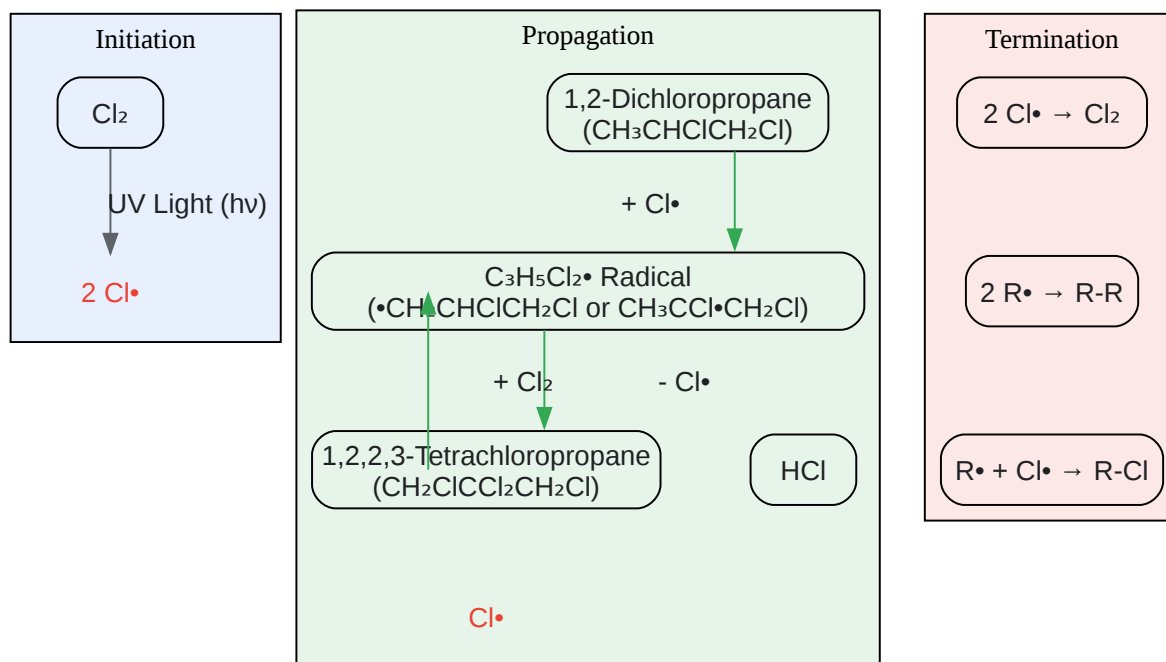 Initiation
Cl₂
UV Light (hν)
2 Cl•
Propagation
1,2-Dichloropropane
(CH₃CHClCH₂Cl)
+ Cl•
C₃H₅Cl₂• Radical
(•CH₂CHClCH₂Cl or CH₃CCl•CH₂Cl)
+ Cl₂
- Cl•
1,2,2,3-Tetrachloropropane
(CH₂ClCCl₂CH₂Cl)
HCl
Cl•
Termination
2 Cl• → Cl₂
2 R• → R-R
R• + Cl• → R-Cl